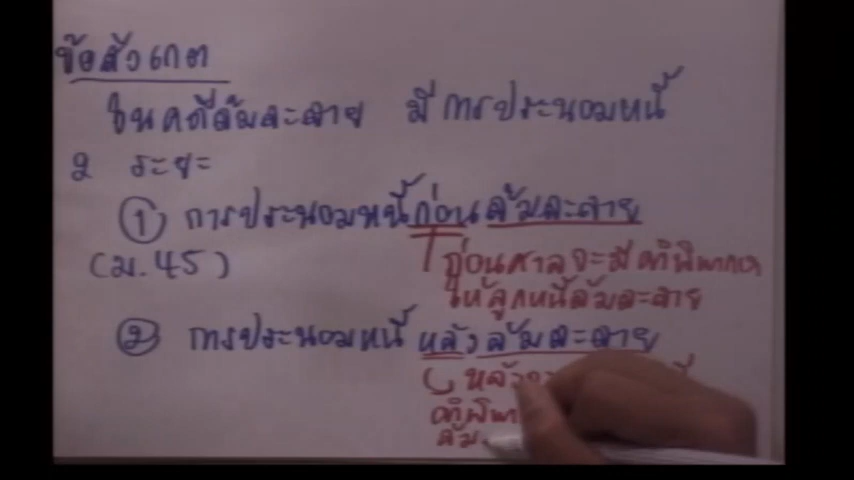 ข้อสังเกต
ในคดีล้มละลาย มีการประนอมหนี้
2 ระยะ
① การประนอมหนี้ก่อนล้มละลาย
(ม.45)
ก่อนศาลจะมีคำพิพากษา
ให้ลูกหนี้ล้มละลาย
② การประนอมหนี้ หลังล้มละลาย
หลัง